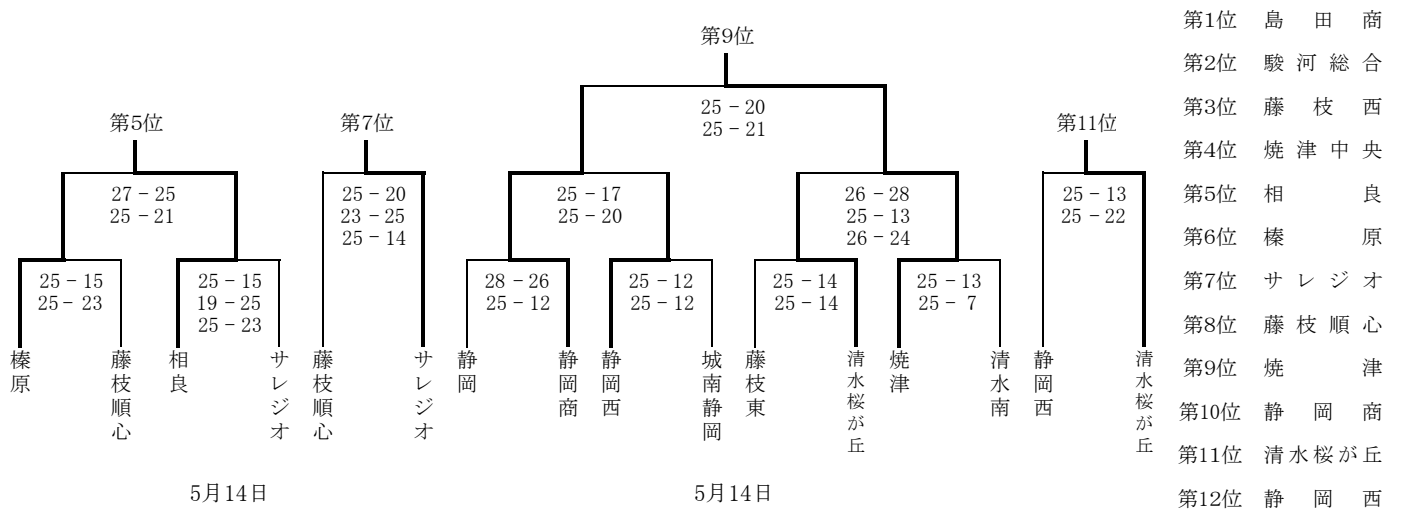 第5位
27 − 25
25 − 21
25 − 15
25 − 23
25 − 15
19 − 25
25 − 23
榛原
藤枝順心
相良
サレジオ
第7位
25 − 20
23 − 25
25 − 14
藤枝順心
サレジオ
5月14日
第9位
25 − 20
25 − 21
25 − 17
25 − 20
26 − 28
25 − 13
26 − 24
28 − 26
25 − 12
25 − 12
25 − 12
25 − 14
25 − 14
25 − 13
25 − 7
静岡
静岡商
静岡西
城南静岡
藤枝東
清水桜が丘
焼津
清水南
5月14日
第11位
25 − 13
25 − 22
静岡西
清水桜が丘
第1位 島田商
第2位 駿河総合
第3位 藤枝西
第4位 焼津中央
第5位 相良
第6位 榛原
第7位 サレジオ
第8位 藤枝順心
第9位 焼津
第10位 静岡商
第11位 清水桜が丘
第12位 静岡西